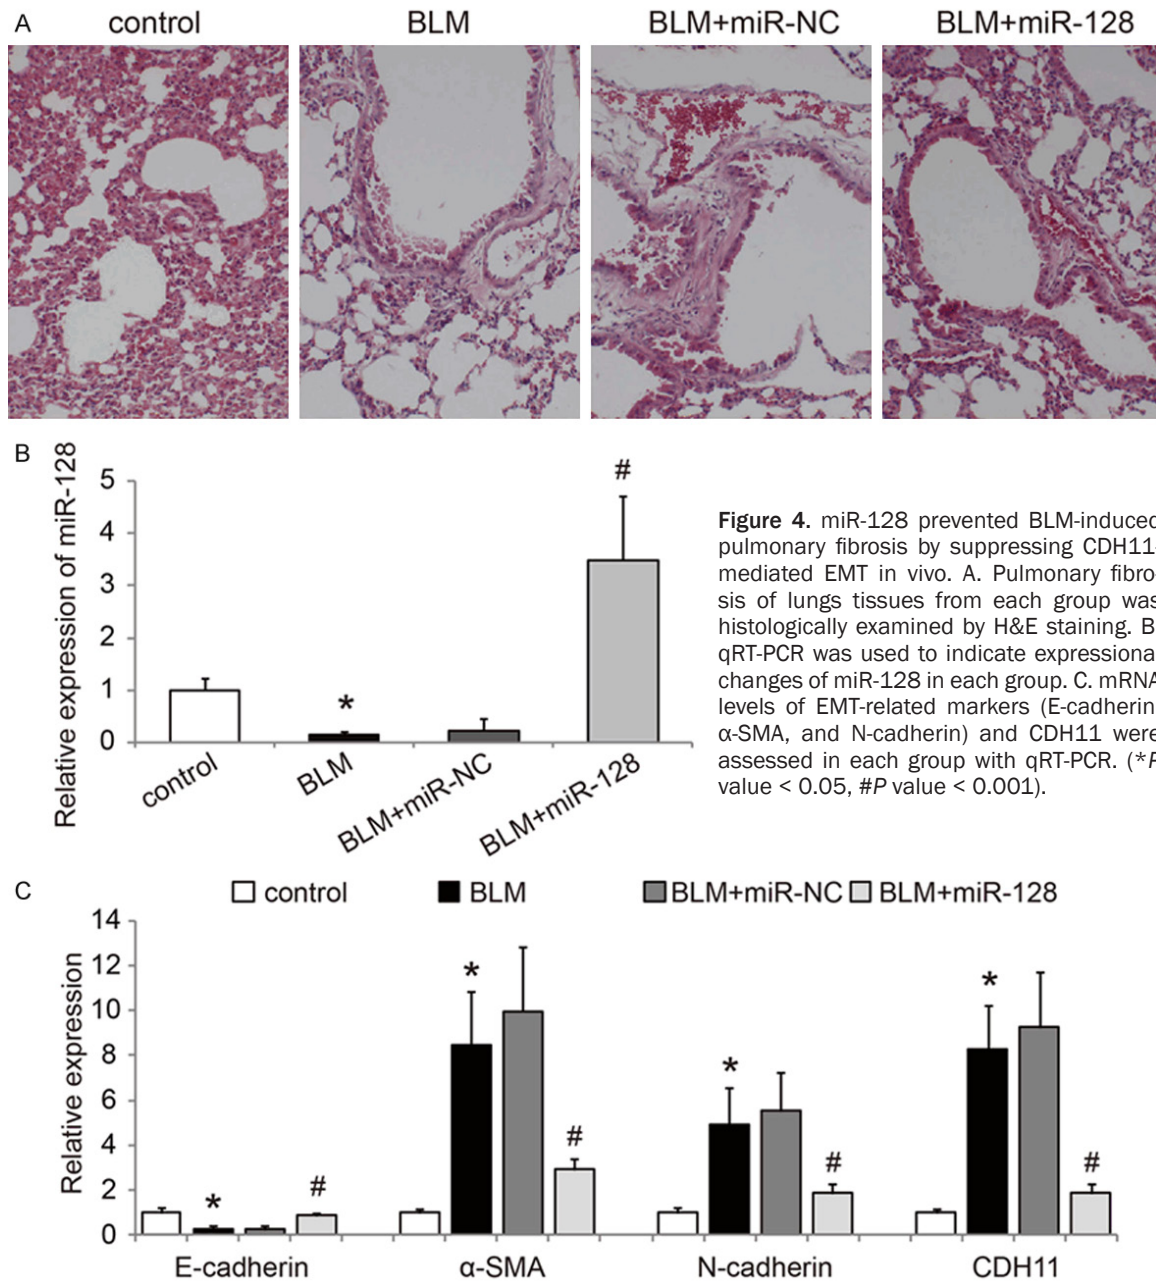 A
control
BLM
BLM+miR-NC
BLM+miR-128
B
Relative expression of miR-128
5
4
3
2
1
0
#
*
control
BLM
BLM+miR-NC
BLM+miR-128
Figure 4. miR-128 prevented BLM-induced
pulmonary fibrosis by suppressing CDH11-
mediated EMT in vivo. A. Pulmonary fibro-
sis of lungs tissues from each group was
histologically examined by H&E staining. B.
qRT-PCR was used to indicate expressional
changes of miR-128 in each group. C. mRNA
levels of EMT-related markers (E-cadherin,
α-SMA, and N-cadherin) and CDH11 were
assessed in each group with qRT-PCR. (*P
value < 0.05, #P value < 0.001).
C
control
BLM
BLM+miR-NC
BLM+miR-128
Relative expression
14
12
10
8
6
4
2
0
*
#
*
#
*
#
*
#
E-cadherin
α-SMA
N-cadherin
CDH11